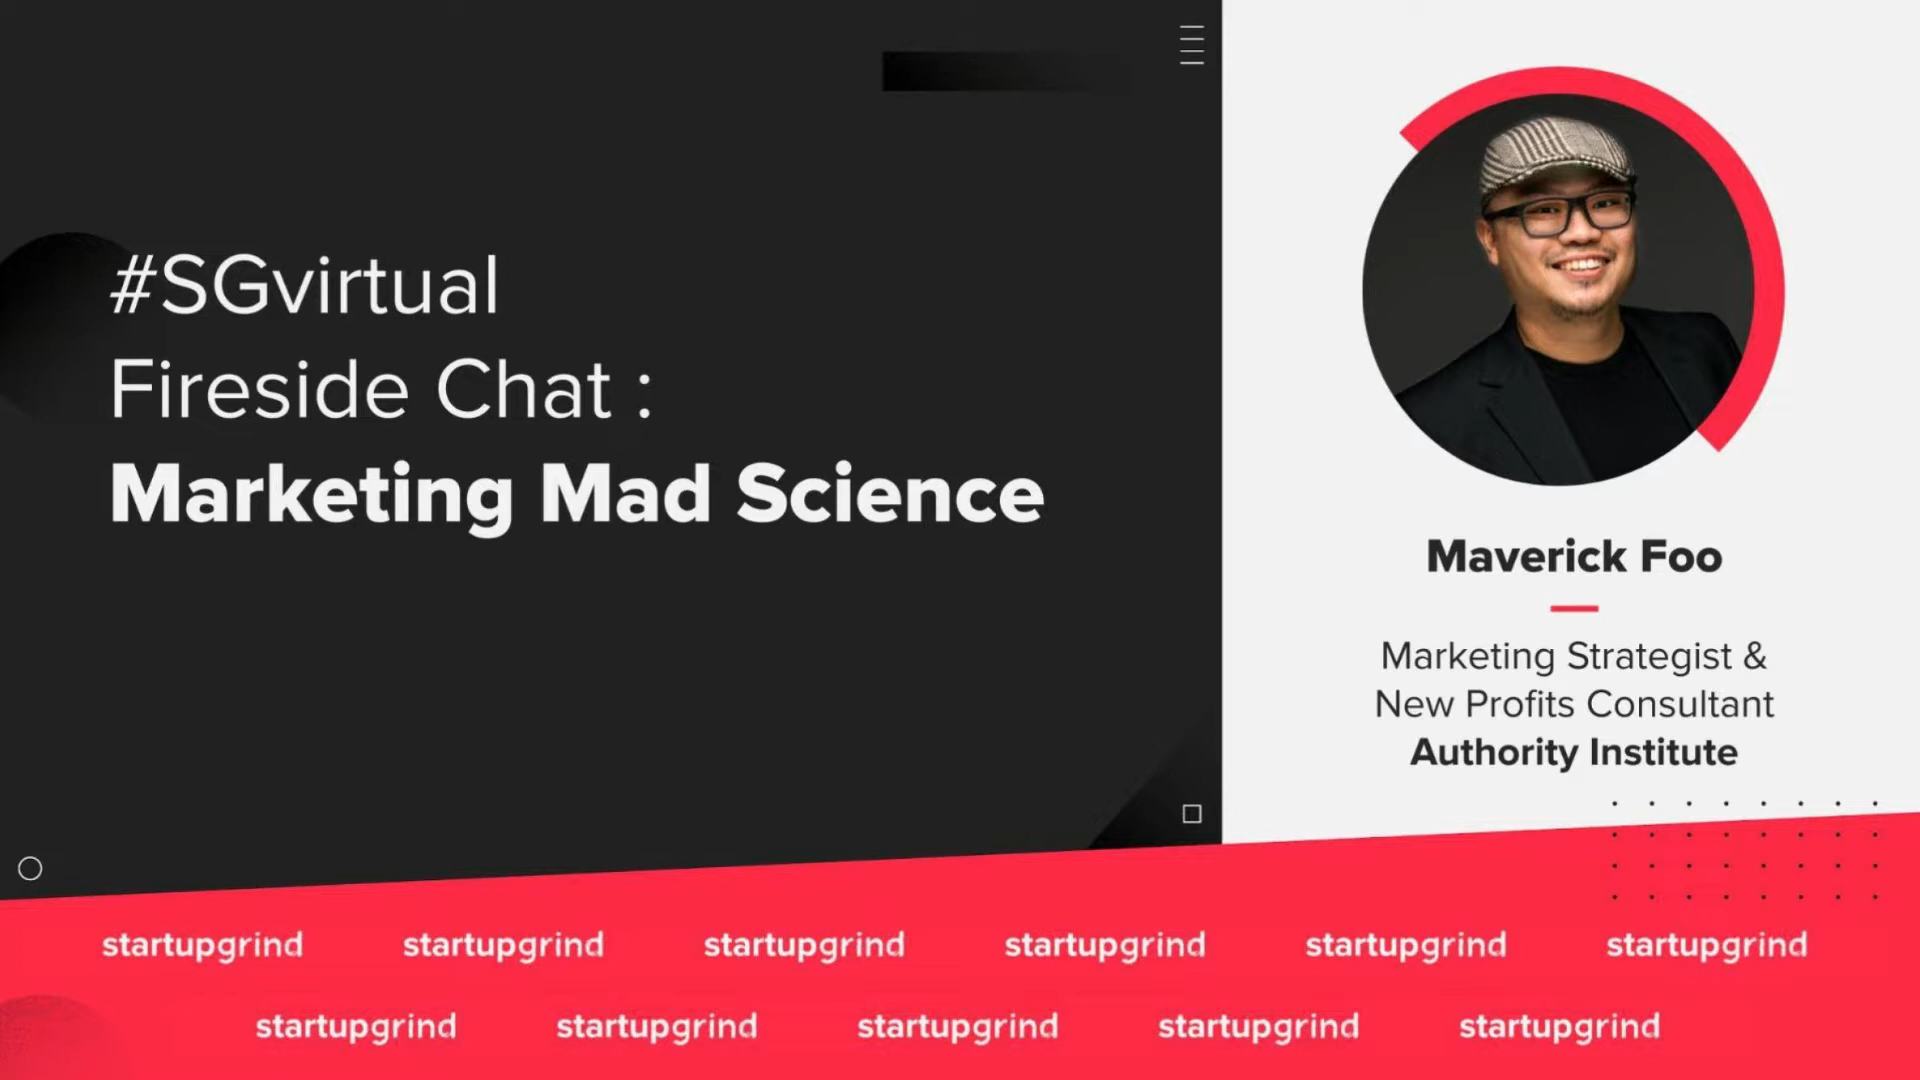 #SGvirtual
Fireside Chat :
Marketing Mad Science
Maverick Foo
Marketing Strategist &
New Profits Consultant
Authority Institute
startupgrind startupgrind startupgrind startupgrind startupgrind startupgrind
startupgrind startupgrind startupgrind startupgrind startupgrind